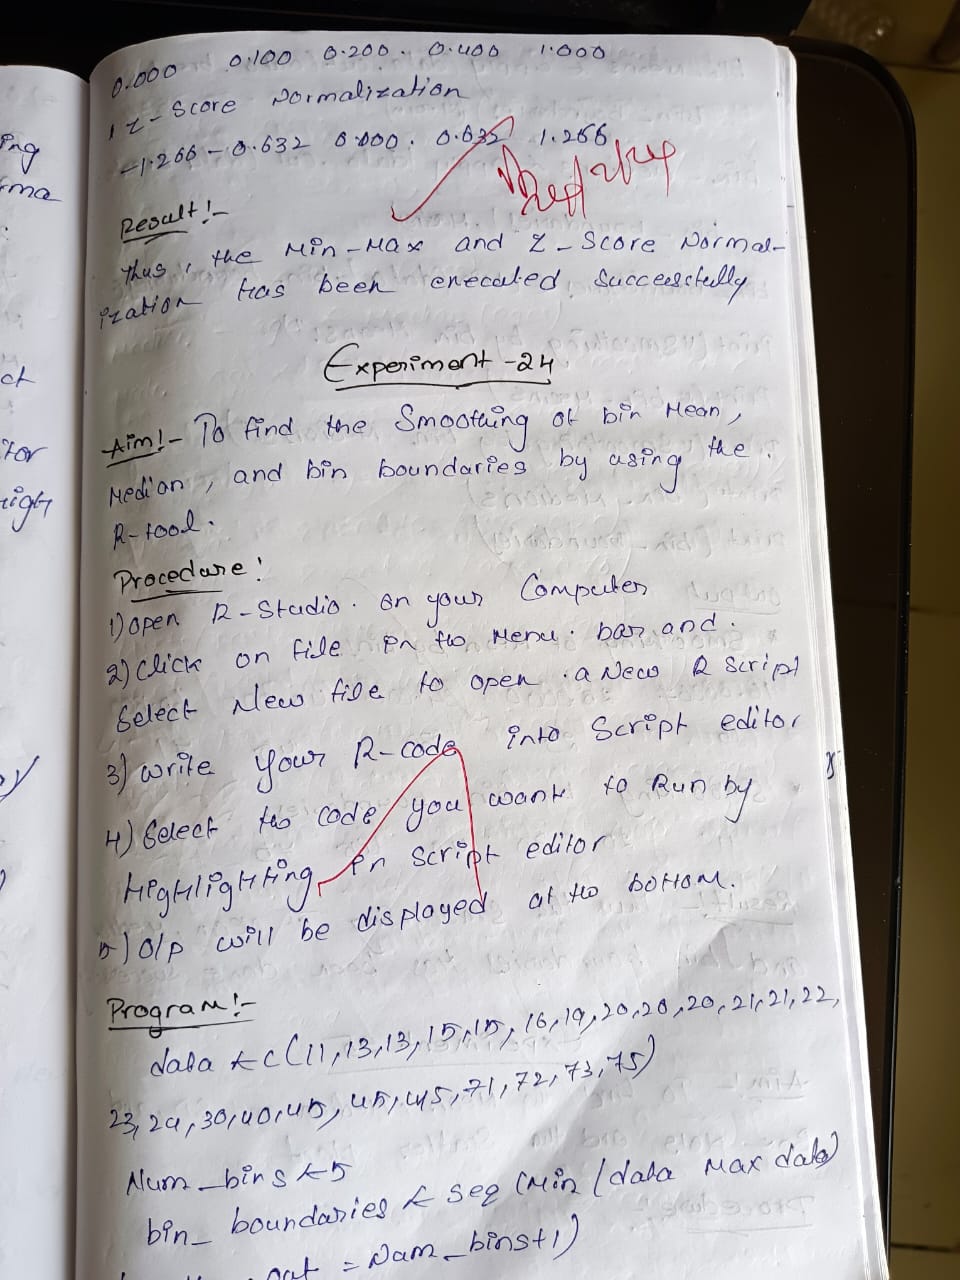 0.000 0.100 0.200. 0.400 1.000
Z-Score Normalization
-1.266 -0.632 0.000. 0.632 1.266
Result:-
Thus, the Min-Max and Z-Score Normal-
ization has been executed Successfully
Experiment-24
Aim:- To find the Smoothing of bin Mean,
Median, and bin boundaries by using the
R-tool.
Procedure:
1) open R-Studio. on your Computer
2) Click on file in the Menu. bar and.
Select New file to open a New R Script
3) write your R-code into Script editor
4) Select the code you want to Run by
Highlighting in Script editor
5) O/p will be displayed at the bottom.
Program:-
data <- c(11,13,13,15,15,16,19,20,20,20,21,21,22,
23,24,30,40,45,45,45,71,72,73,75)
Num_bins <- 5
bin_boundaries <- seq (Min (data Max data)
= Num_bins+1)
ing
ma
ct
tor